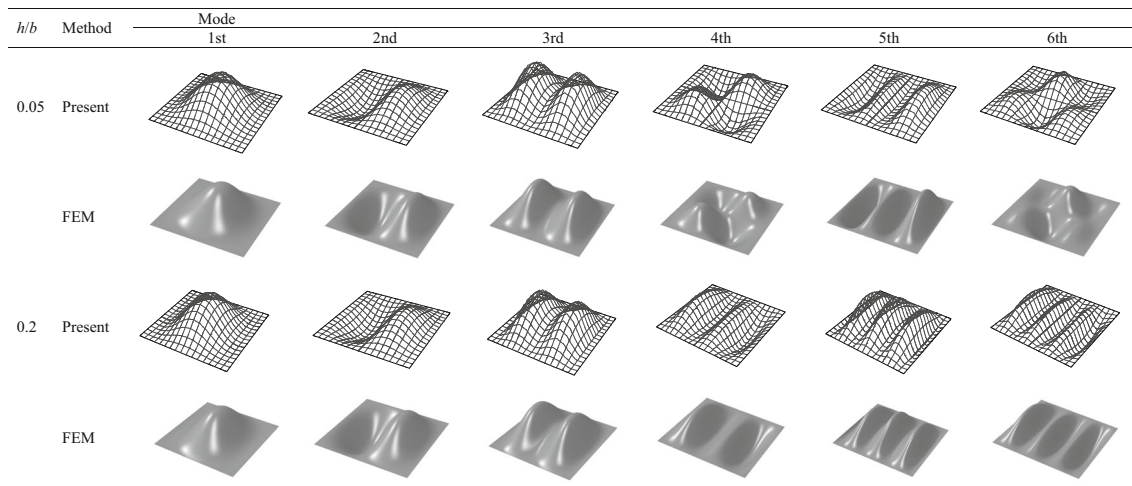 Mode
h/b Method
1st 2nd 3rd 4th 5th 6th
0.05 Present
FEM
0.2 Present
FEM